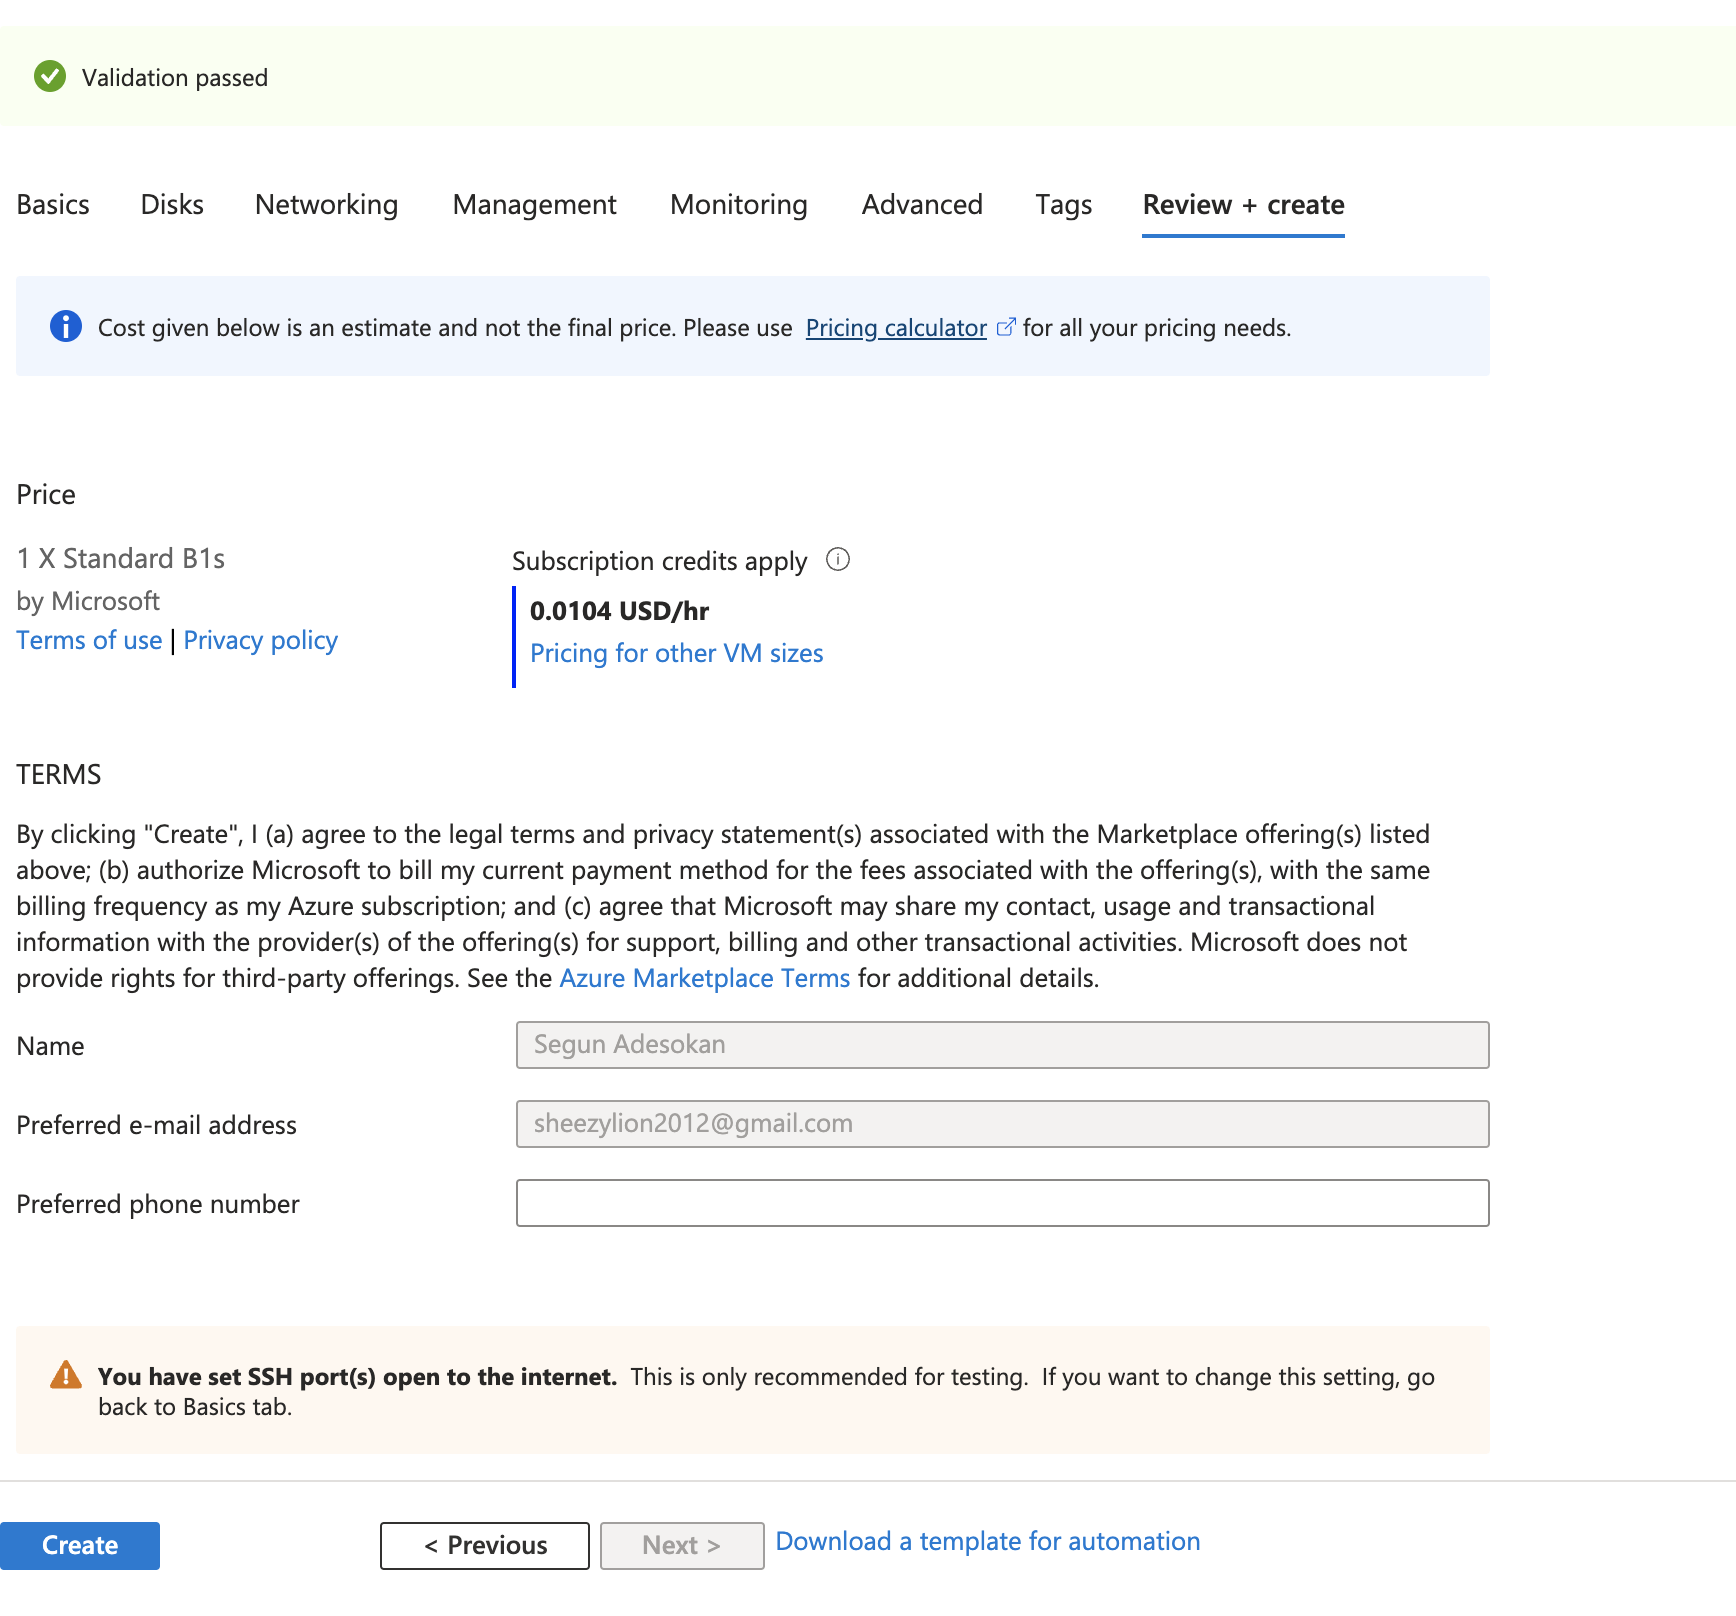 Validation passed
Basics Disks Networking Management Monitoring Advanced Tags Review + create
Cost given below is an estimate and not the final price. Please use Pricing calculator for all your pricing needs.
Price
1 X Standard B1s
by Microsoft
Terms of use | Privacy policy
Subscription credits apply
0.0104 USD/hr
Pricing for other VM sizes
TERMS
By clicking "Create", I (a) agree to the legal terms and privacy statement(s) associated with the Marketplace offering(s) listed
above; (b) authorize Microsoft to bill my current payment method for the fees associated with the offering(s), with the same
billing frequency as my Azure subscription; and (c) agree that Microsoft may share my contact, usage and transactional
information with the provider(s) of the offering(s) for support, billing and other transactional activities. Microsoft does not
provide rights for third-party offerings. See the Azure Marketplace Terms for additional details.
Name Segun Adesokan
Preferred e-mail address sheezylion2012@gmail.com
Preferred phone number
You have set SSH port(s) open to the internet. This is only recommended for testing. If you want to change this setting, go
back to Basics tab.
Create < Previous Next > Download a template for automation